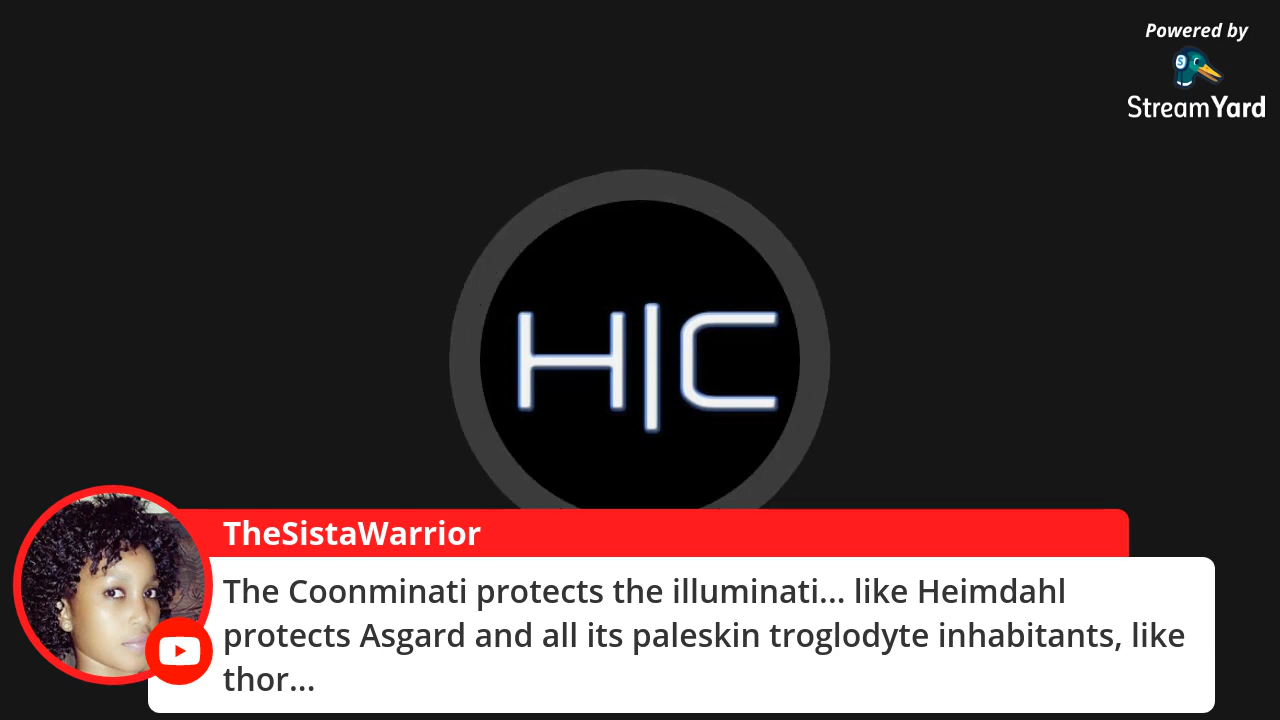 Powered by
S
StreamYard
H|C
TheSistaWarrior
The Coonminati protects the illuminati... like Heimdahl
protects Asgard and all its paleskin troglodyte inhabitants, like
thor...